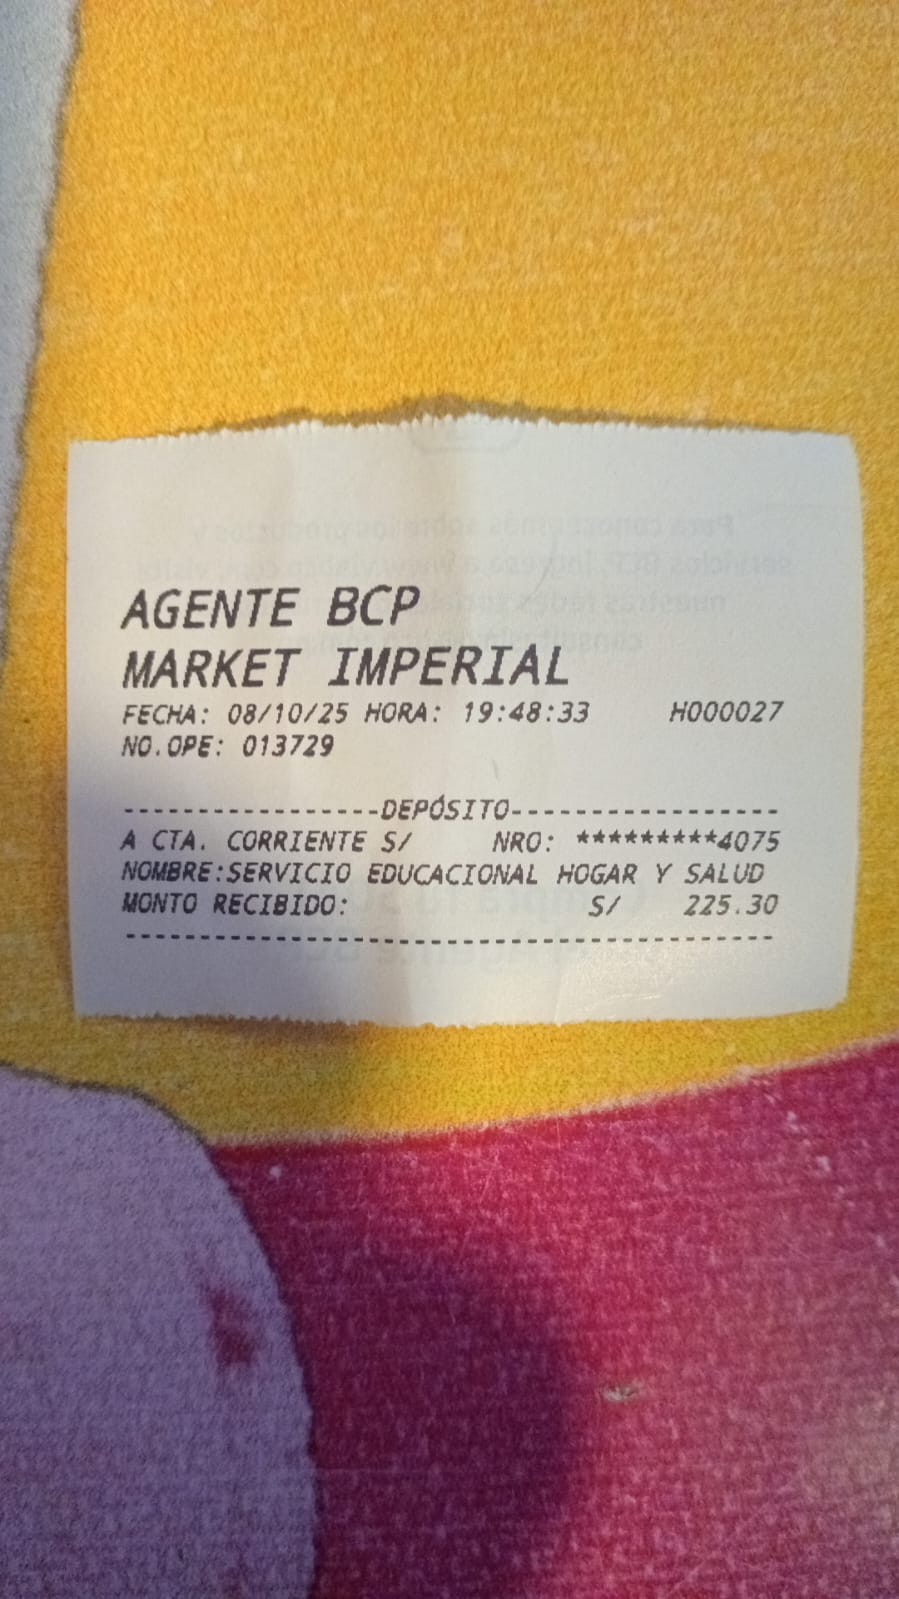 AGENTE BCP
MARKET IMPERIAL
FECHA: 08/10/25 HORA: 19:48:33 H000027
NO.OPE: 013729
-----------------DEPÓSITO------------------
A CTA. CORRIENTE S/ NRO: *********4075
NOMBRE:SERVICIO EDUCACIONAL HOGAR Y SALUD
MONTO RECIBIDO: S/ 225.30
-------------------------------------------